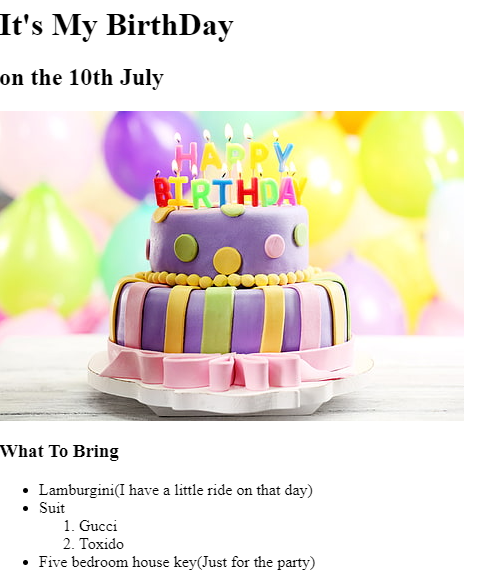 It's My BirthDay
on the 10th July
HAPPY
BIRTHDAY
What To Bring
• Lamburgini(I have a little ride on that day)
• Suit
1. Gucci
2. Toxido
• Five bedroom house key(Just for the party)